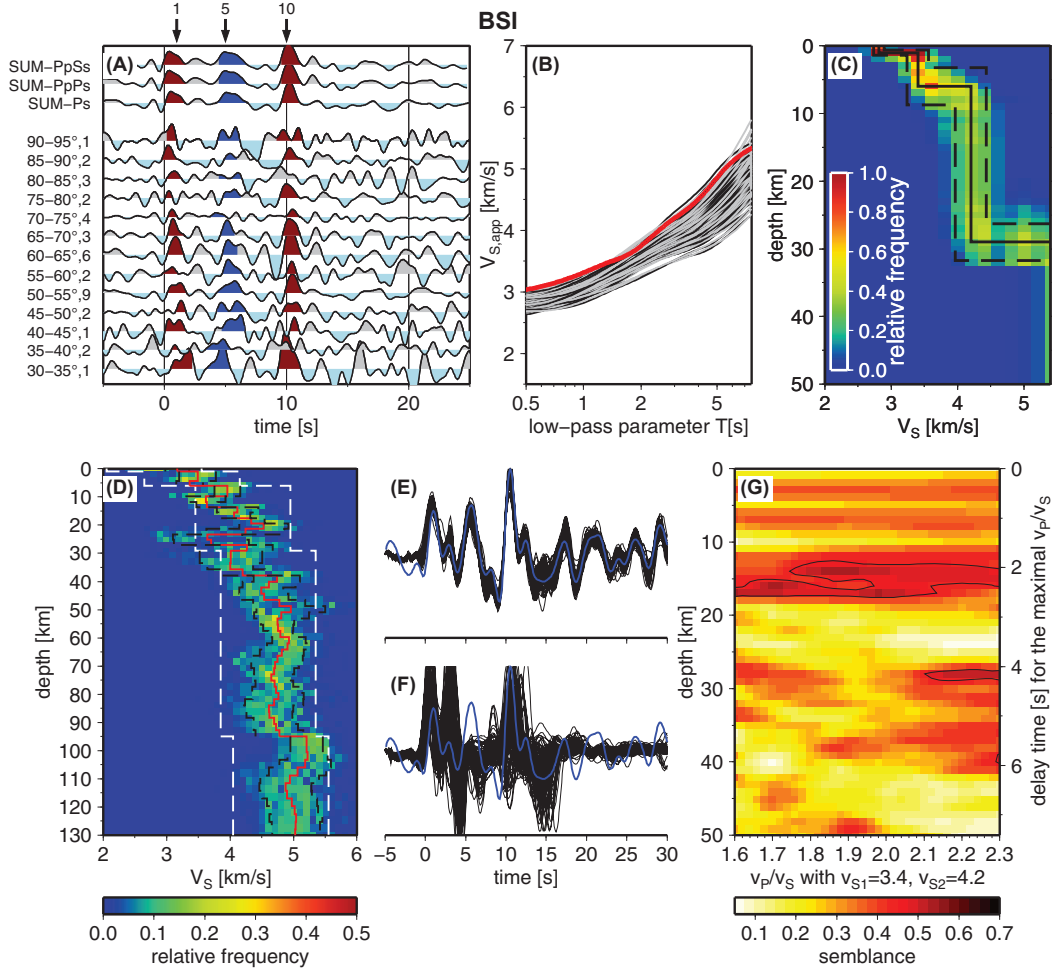 BSI
1 5 10
(A)
SUM–PpSs
SUM–PpPs
SUM–Ps
90–95°,1
85–90°,2
80–85°,3
75–80°,2
70–75°,4
65–70°,3
60–65°,6
55–60°,2
50–55°,9
45–50°,2
40–45°,1
35–40°,2
30–35°,1
0 10 20
time [s]
(B)
7
6
5
4
3
2
V_S,app [km/s]
0.5 1 2 5
low–pass parameter T[s]
(C)
0
10
20
30
40
50
depth [km]
1.0
0.8
0.6
0.4
0.2
0.0
relative frequency
2 3 4 5
V_S [km/s]
(D)
0
10
20
30
40
50
60
70
80
90
100
110
120
130
depth [km]
2 3 4 5 6
V_S [km/s]
0.0 0.1 0.2 0.3 0.4 0.5
relative frequency
(E)
(F)
−5 0 5 10 15 20 25 30
time [s]
(G)
0
10
20
30
40
50
depth [km]
0
2
4
6
delay time [s] for the maximal v_P/v_S
1.6 1.7 1.8 1.9 2.0 2.1 2.2 2.3
v_P/v_S with v_S1=3.4, v_S2=4.2
0.1 0.2 0.3 0.4 0.5 0.6 0.7
semblance